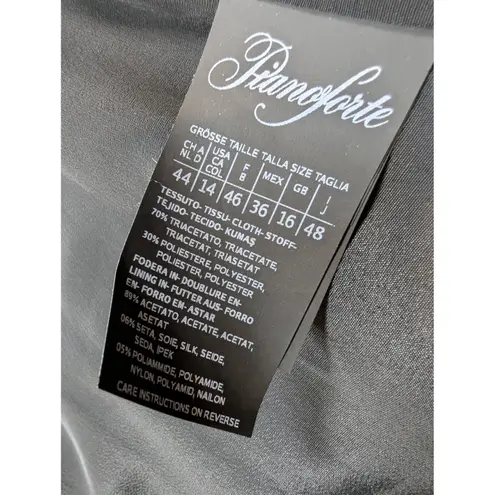 Pianoforte
GRÖSSE TAILLE TALLA SIZE TAGLIA
CH A USA F MEX GB I
NL D CA COL B J
44 14 46 36 16 48
TESSUTO- TISSU- CLOTH- STOFF-
TEJIDO- TECIDO- KUMAŞ
70% TRIACETATO, TRIACETATE,
TRIACETAT, TRIASETAT
30% POLIESTERE, POLYESTER,
POLIESTER, POLYESTER
FODERA IN- DOUBLURE EN-
LINING IN- FUTTER AUS- FORRO
EN- FORRO EM- ASTAR
89% ACETATO, ACETATE, ACETAT,
ASETAT
06% SETA, SOIE, SILK, SEIDE,
SEDA, IPEK
05% POLIAMMIDE, POLYAMIDE,
NYLON, POLYAMID, NAILON
CARE INSTRUCTIONS ON REVERSE